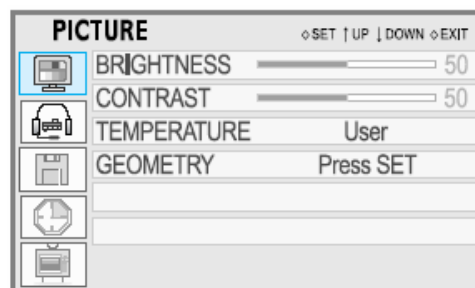 PICTURE ◇SET ↑UP ↓DOWN ◇EXIT
BRIGHTNESS 50
CONTRAST 50
TEMPERATURE User
GEOMETRY Press SET